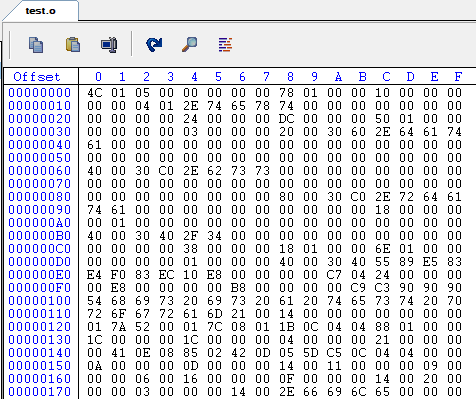 test.o
Offset 0 1 2 3 4 5 6 7 8 9 A B C D E F
00000000 4C 01 05 00 00 00 00 00 78 01 00 00 10 00 00 00
00000010 00 00 04 01 2E 74 65 78 74 00 00 00 00 00 00 00
00000020 00 00 00 00 24 00 00 00 DC 00 00 00 50 01 00 00
00000030 00 00 00 00 03 00 00 00 20 00 30 60 2E 64 61 74
00000040 61 00 00 00 00 00 00 00 00 00 00 00 00 00 00 00
00000050 00 00 00 00 00 00 00 00 00 00 00 00 00 00 00 00
00000060 40 00 30 C0 2E 62 73 73 00 00 00 00 00 00 00 00
00000070 00 00 00 00 00 00 00 00 00 00 00 00 00 00 00 00
00000080 00 00 00 00 00 00 00 00 80 00 30 C0 2E 72 64 61
00000090 74 61 00 00 00 00 00 00 00 00 00 00 18 00 00 00
000000A0 00 01 00 00 00 00 00 00 00 00 00 00 00 00 00 00
000000B0 40 00 30 40 2F 34 00 00 00 00 00 00 00 00 00 00
000000C0 00 00 00 00 38 00 00 00 18 01 00 00 6E 01 00 00
000000D0 00 00 00 00 01 00 00 00 40 00 30 40 55 89 E5 83
000000E0 E4 F0 83 EC 10 E8 00 00 00 00 C7 04 24 00 00 00
000000F0 00 E8 00 00 00 00 B8 00 00 00 00 C9 C3 90 90 90
00000100 54 68 69 73 20 69 73 20 61 20 74 65 73 74 20 70
00000110 72 6F 67 72 61 6D 21 00 14 00 00 00 00 00 00 00
00000120 01 7A 52 00 01 7C 08 01 1B 0C 04 04 88 01 00 00
00000130 1C 00 00 00 1C 00 00 00 04 00 00 00 21 00 00 00
00000140 00 41 0E 08 85 02 42 0D 05 5D C5 0C 04 04 00 00
00000150 0A 00 00 00 0D 00 00 00 14 00 11 00 00 00 09 00
00000160 00 00 06 00 16 00 00 00 0F 00 00 00 14 00 20 00
00000170 00 00 03 00 00 00 14 00 2E 66 69 6C 65 00 00 00